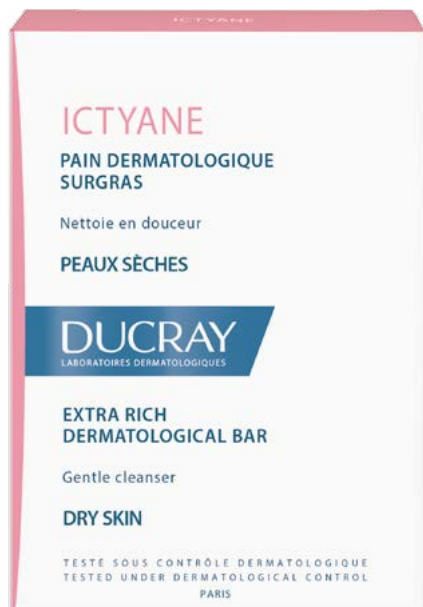 ICTYANE
ICTYANE
PAIN DERMATOLOGIQUE
SURGRAS
Nettoie en douceur
PEAUX SÈCHES
DUCRAY
LABORATOIRES DERMATOLOGIQUES
EXTRA RICH
DERMATOLOGICAL BAR
Gentle cleanser
DRY SKIN
TESTÉ SOUS CONTRÔLE DERMATOLOGIQUE
TESTED UNDER DERMATOLOGICAL CONTROL
PARIS